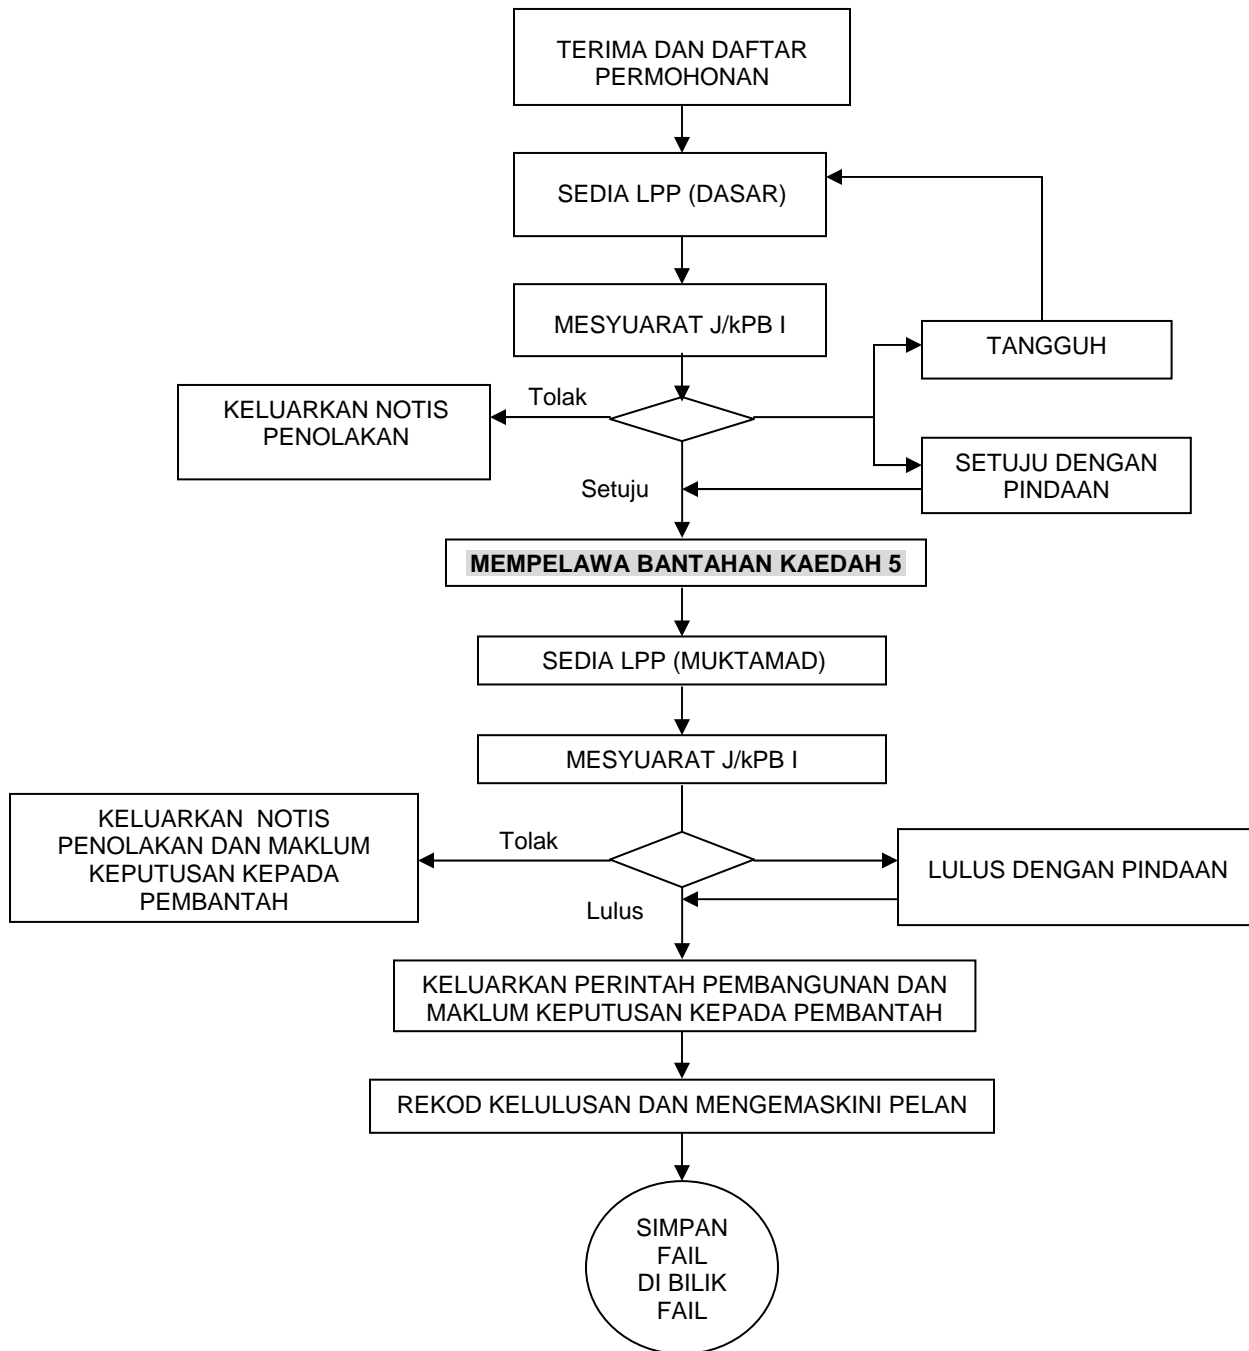 TERIMA DAN DAFTAR
PERMOHONAN
SEDIA LPP (DASAR)
MESYUARAT J/kPB I
TANGGUH
Tolak
KELUARKAN NOTIS
PENOLAKAN
SETUJU DENGAN
PINDAAN
Setuju
MEMPELAWA BANTAHAN KAEDAH 5
SEDIA LPP (MUKTAMAD)
MESYUARAT J/kPB I
KELUARKAN NOTIS
PENOLAKAN DAN MAKLUM
KEPUTUSAN KEPADA
PEMBANTAH
Tolak
LULUS DENGAN PINDAAN
Lulus
KELUARKAN PERINTAH PEMBANGUNAN DAN
MAKLUM KEPUTUSAN KEPADA PEMBANTAH
REKOD KELULUSAN DAN MENGEMASKINI PELAN
SIMPAN
FAIL
DI BILIK
FAIL